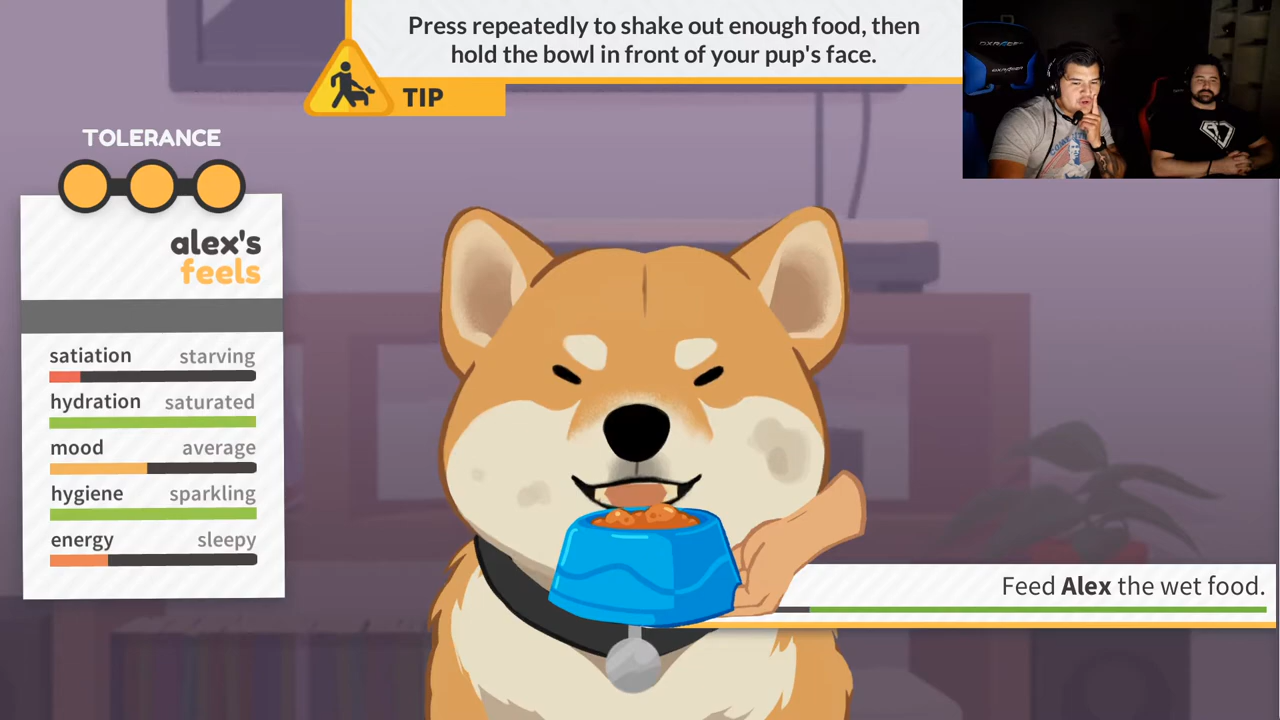 Press repeatedly to shake out enough food, then
hold the bowl in front of your pup's face.
TIP
TOLERANCE
alex's
feels
satiation starving
hydration saturated
mood average
hygiene sparkling
energy sleepy
Feed Alex the wet food.
DXRACER